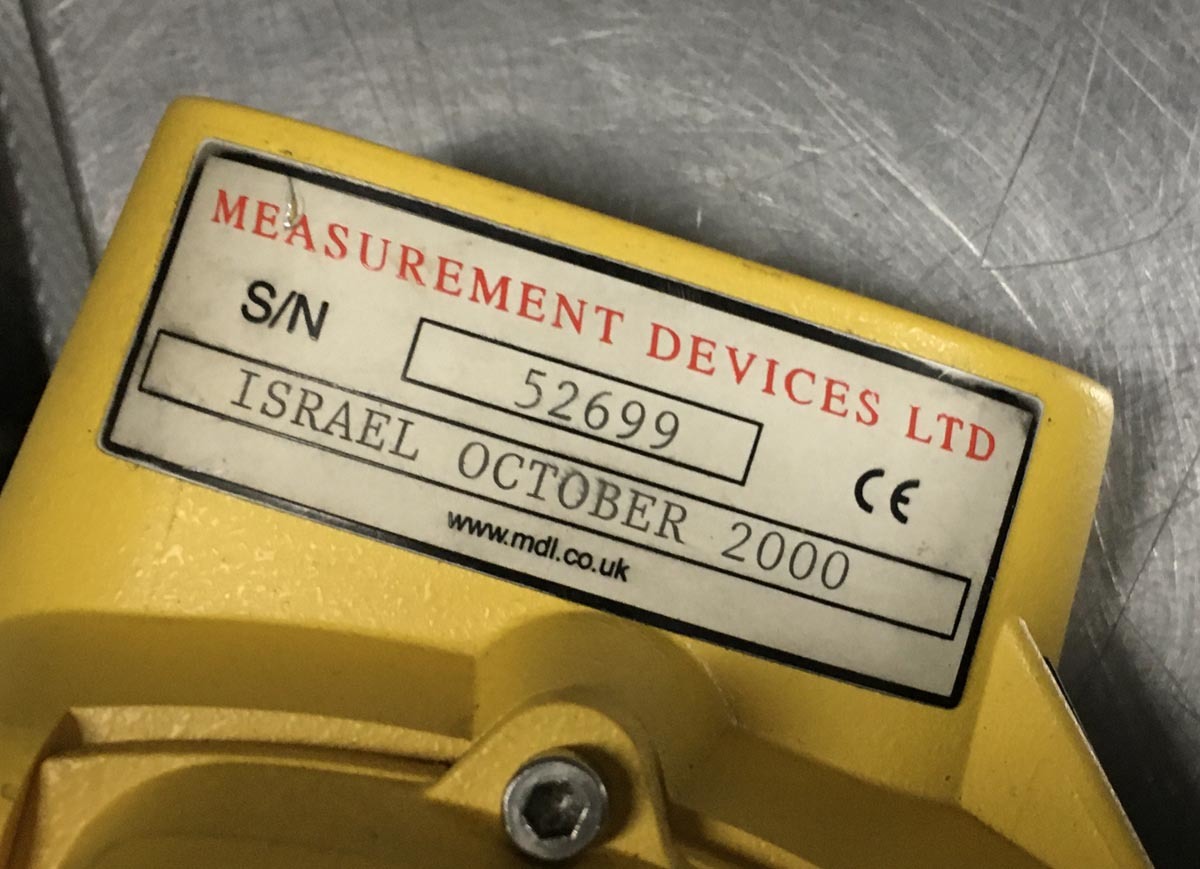 MEASUREMENT DEVICES LTD
S/N 52699
CE
ISRAEL OCTOBER 2000
www.mdl.co.uk